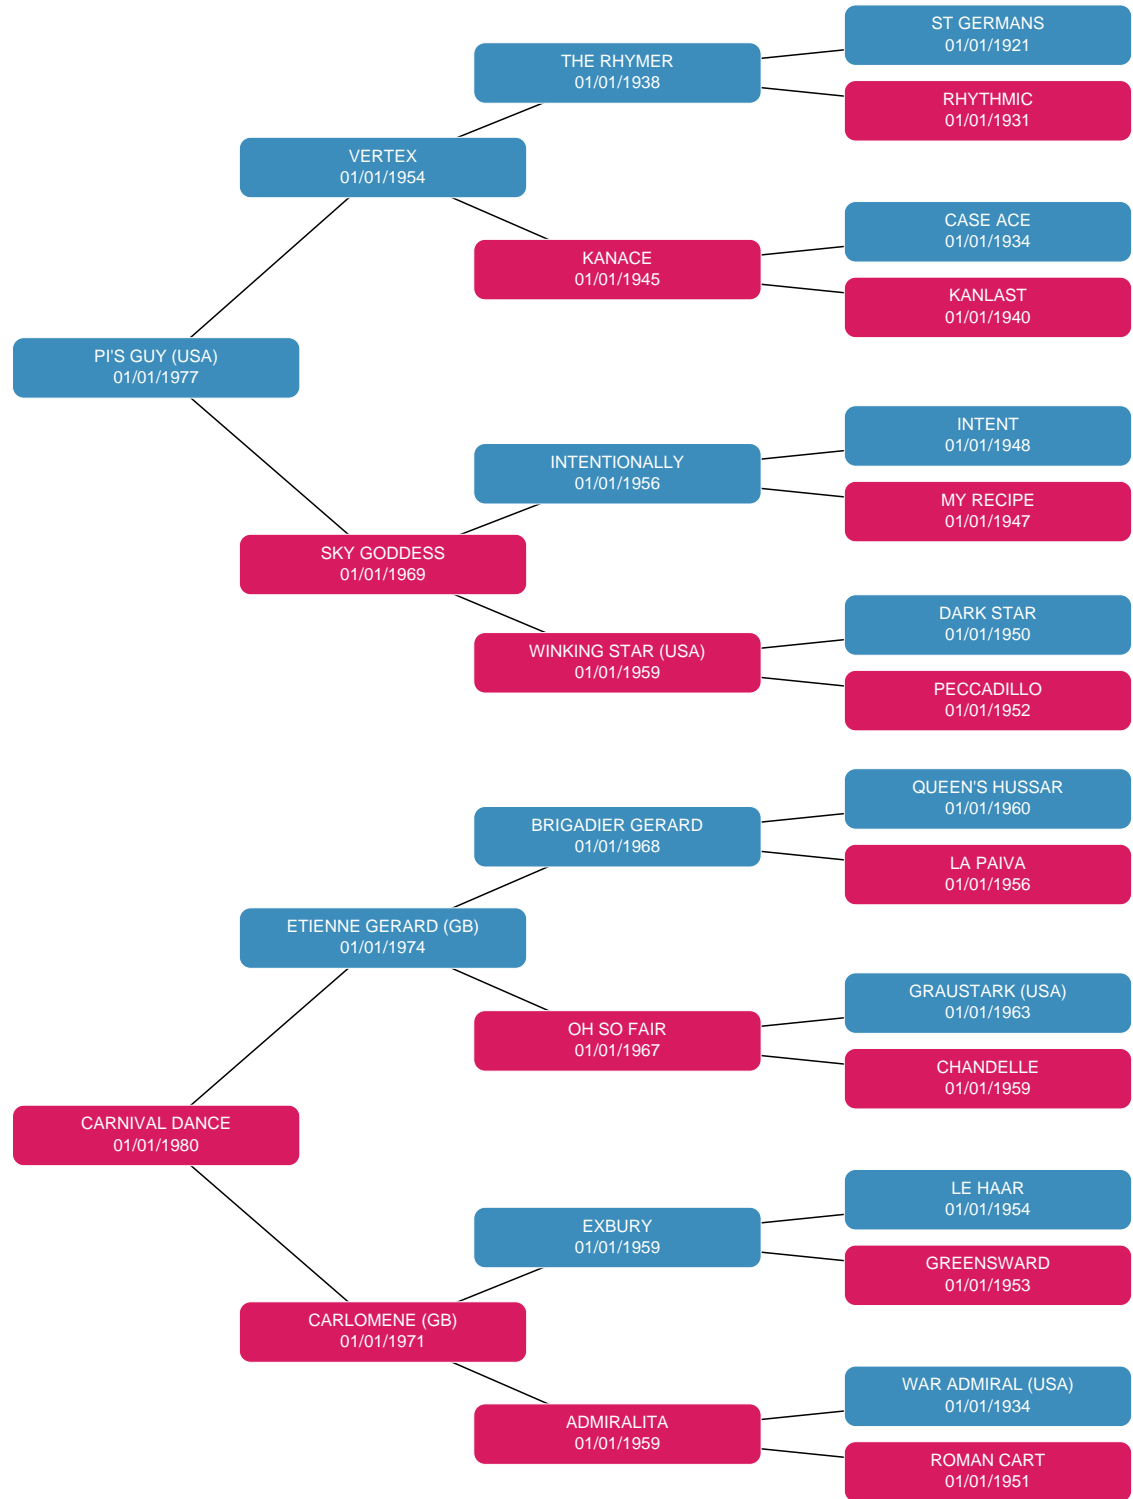 ST GERMANS
01/01/1921
THE RHYMER
01/01/1938
RHYTHMIC
01/01/1931
VERTEX
01/01/1954
CASE ACE
01/01/1934
KANACE
01/01/1945
KANLAST
01/01/1940
PI'S GUY (USA)
01/01/1977
INTENT
01/01/1948
INTENTIONALLY
01/01/1956
MY RECIPE
01/01/1947
SKY GODDESS
01/01/1969
DARK STAR
01/01/1950
WINKING STAR (USA)
01/01/1959
PECCADILLO
01/01/1952
QUEEN'S HUSSAR
01/01/1960
BRIGADIER GERARD
01/01/1968
LA PAIVA
01/01/1956
ETIENNE GERARD (GB)
01/01/1974
GRAUSTARK (USA)
01/01/1963
OH SO FAIR
01/01/1967
CHANDELLE
01/01/1959
CARNIVAL DANCE
01/01/1980
LE HAAR
01/01/1954
EXBURY
01/01/1959
GREENSWARD
01/01/1953
CARLOMENE (GB)
01/01/1971
WAR ADMIRAL (USA)
01/01/1934
ADMIRALITA
01/01/1959
ROMAN CART
01/01/1951